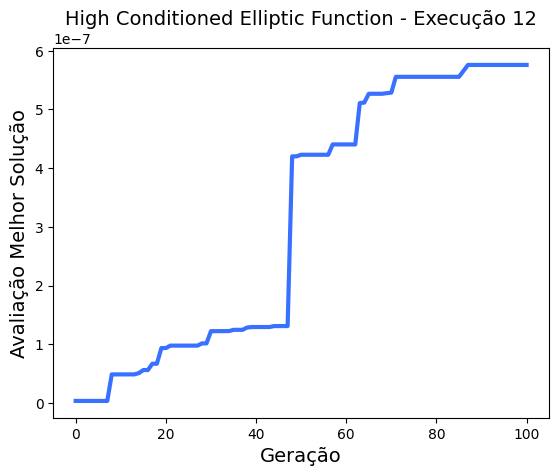 High Conditioned Elliptic Function - Execução 12
1e−7
6
5
4
3
2
1
0
Avaliação Melhor Solução
0 20 40 60 80 100
Geração